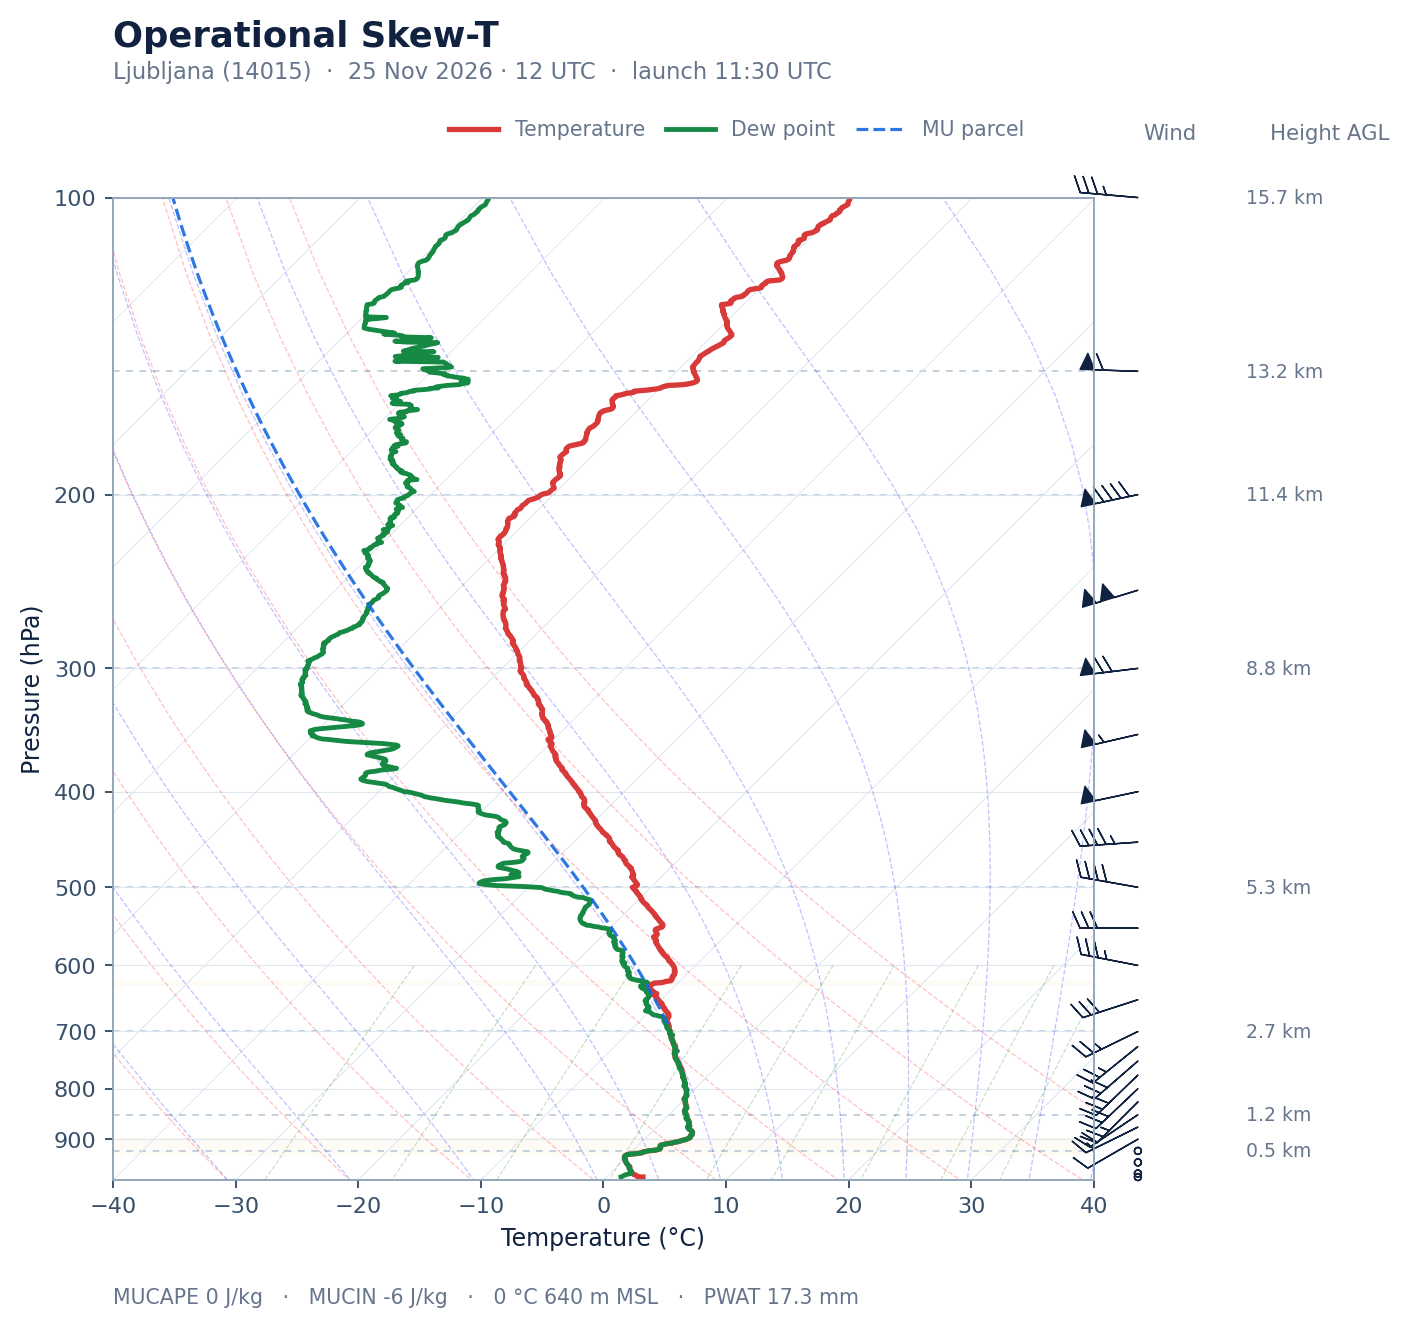 Operational Skew-T
Ljubljana (14015)  ·  25 Nov 2026 · 12 UTC  ·  launch 11:30 UTC
Temperature  Dew point  MU parcel  Wind  Height AGL
100  15.7 km
13.2 km
200  11.4 km
300  8.8 km
400
500  5.3 km
600
700  2.7 km
800
1.2 km
900
0.5 km
Pressure (hPa)
−40  −30  −20  −10  0  10  20  30  40
Temperature (°C)
MUCAPE 0 J/kg  ·  MUCIN -6 J/kg  ·  0 °C 640 m MSL  ·  PWAT 17.3 mm